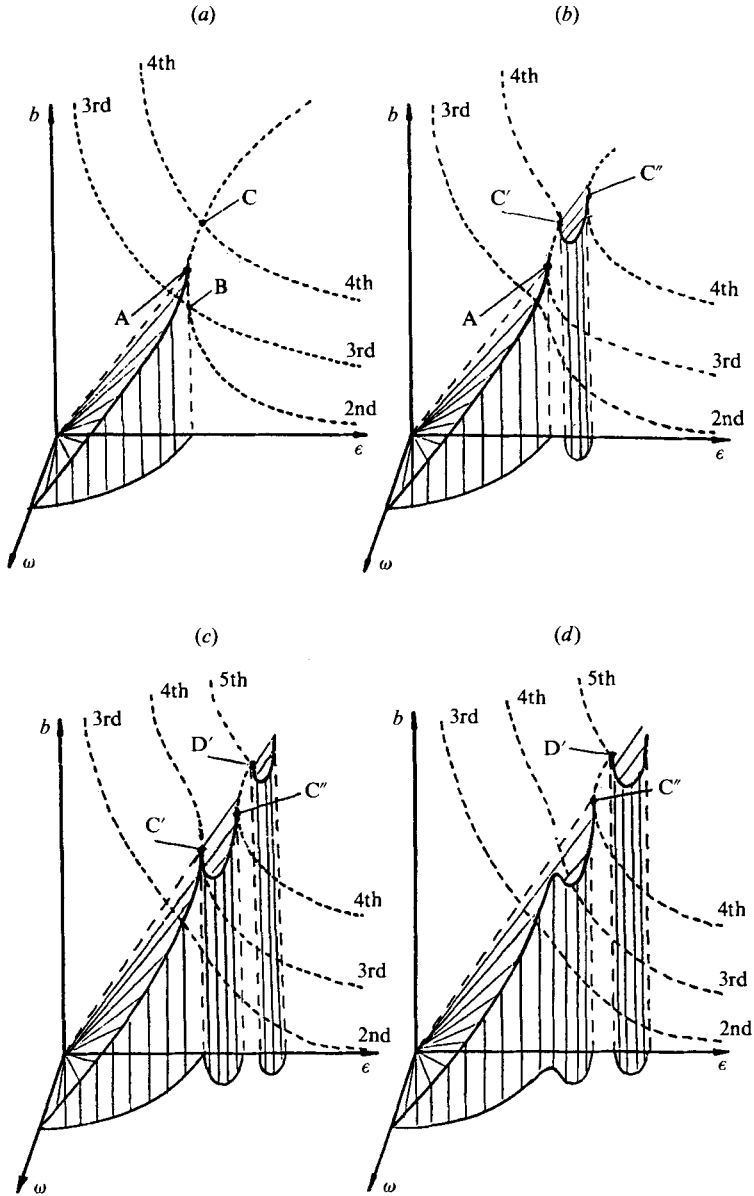 (a)
4th
3rd
b
C
A
B
4th
3rd
2nd
ϵ
ω
(b)
4th
3rd
b
C″
C′
A
4th
3rd
2nd
ϵ
ω
(c)
5th
4th
3rd
b
D′
C″
C′
4th
3rd
2nd
ϵ
ω
(d)
5th
4th
3rd
b
D′
C″
4th
3rd
2nd
ϵ
ω